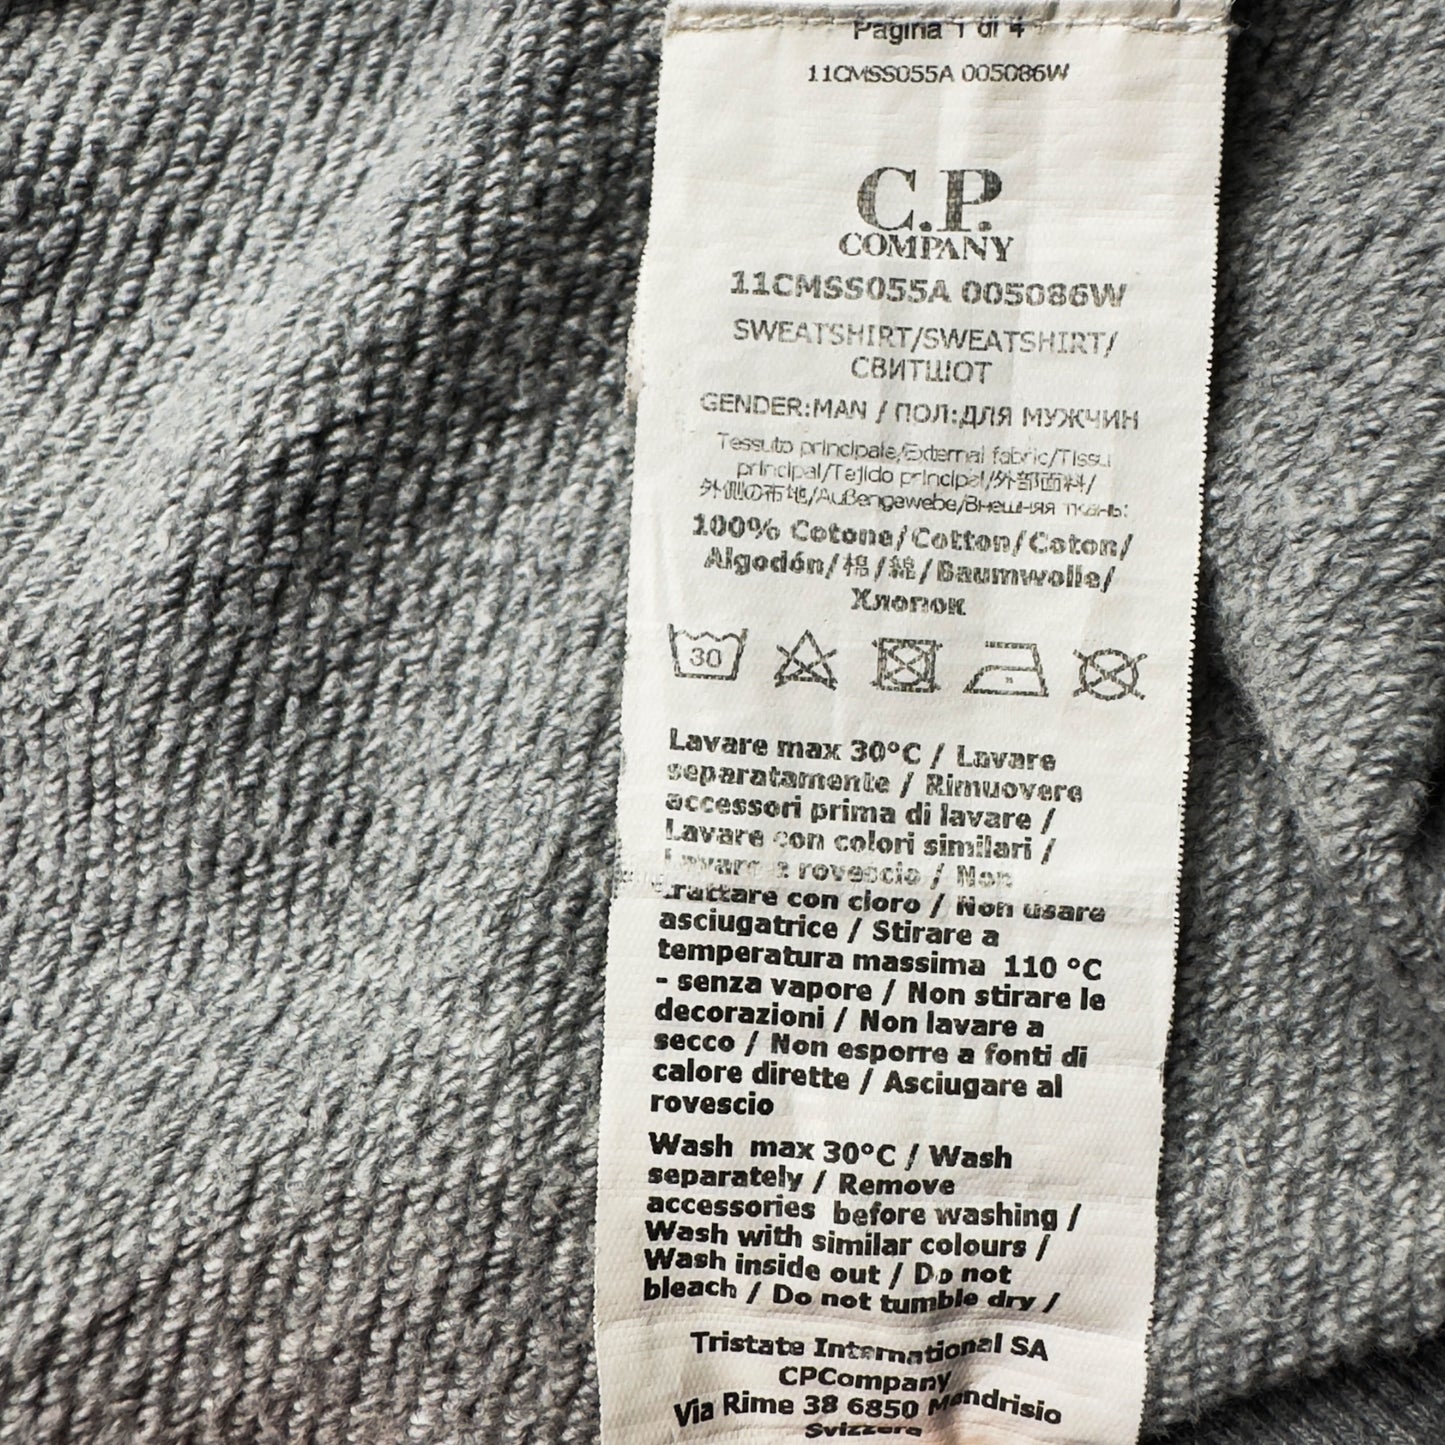 Pagina 1 di 4
11CMSS055A 005086W
C.P.
COMPANY
11CMSS055A 005086W
SWEATSHIRT/SWEATSHIRT/
СВИТШОТ
GENDER:MAN / ПОЛ:ДЛЯ МУЖЧИН
Tessuto principale/External fabric/Tissu
principal/Tejido principal/外部面料/
外側の布地/Außengewebe/Внешняя ткань:
100% Cotone/Cotton/Coton/
Algodón/棉/綿/Baumwolle/
Хлопок
30
Lavare max 30°C / Lavare
separatamente / Rimuovere
accessori prima di lavare /
Lavare con colori similari /
Lavare a rovescio / Non
trattare con cloro / Non usare
asciugatrice / Stirare a
temperatura massima 110 °C
- senza vapore / Non stirare le
decorazioni / Non lavare a
secco / Non esporre a fonti di
calore dirette / Asciugare al
rovescio
Wash max 30°C / Wash
separately / Remove
accessories before washing /
Wash with similar colours /
Wash inside out / Do not
bleach / Do not tumble dry /
Tristate International SA
CPCompany
Via Rime 38 6850 Mendrisio
Svizzera